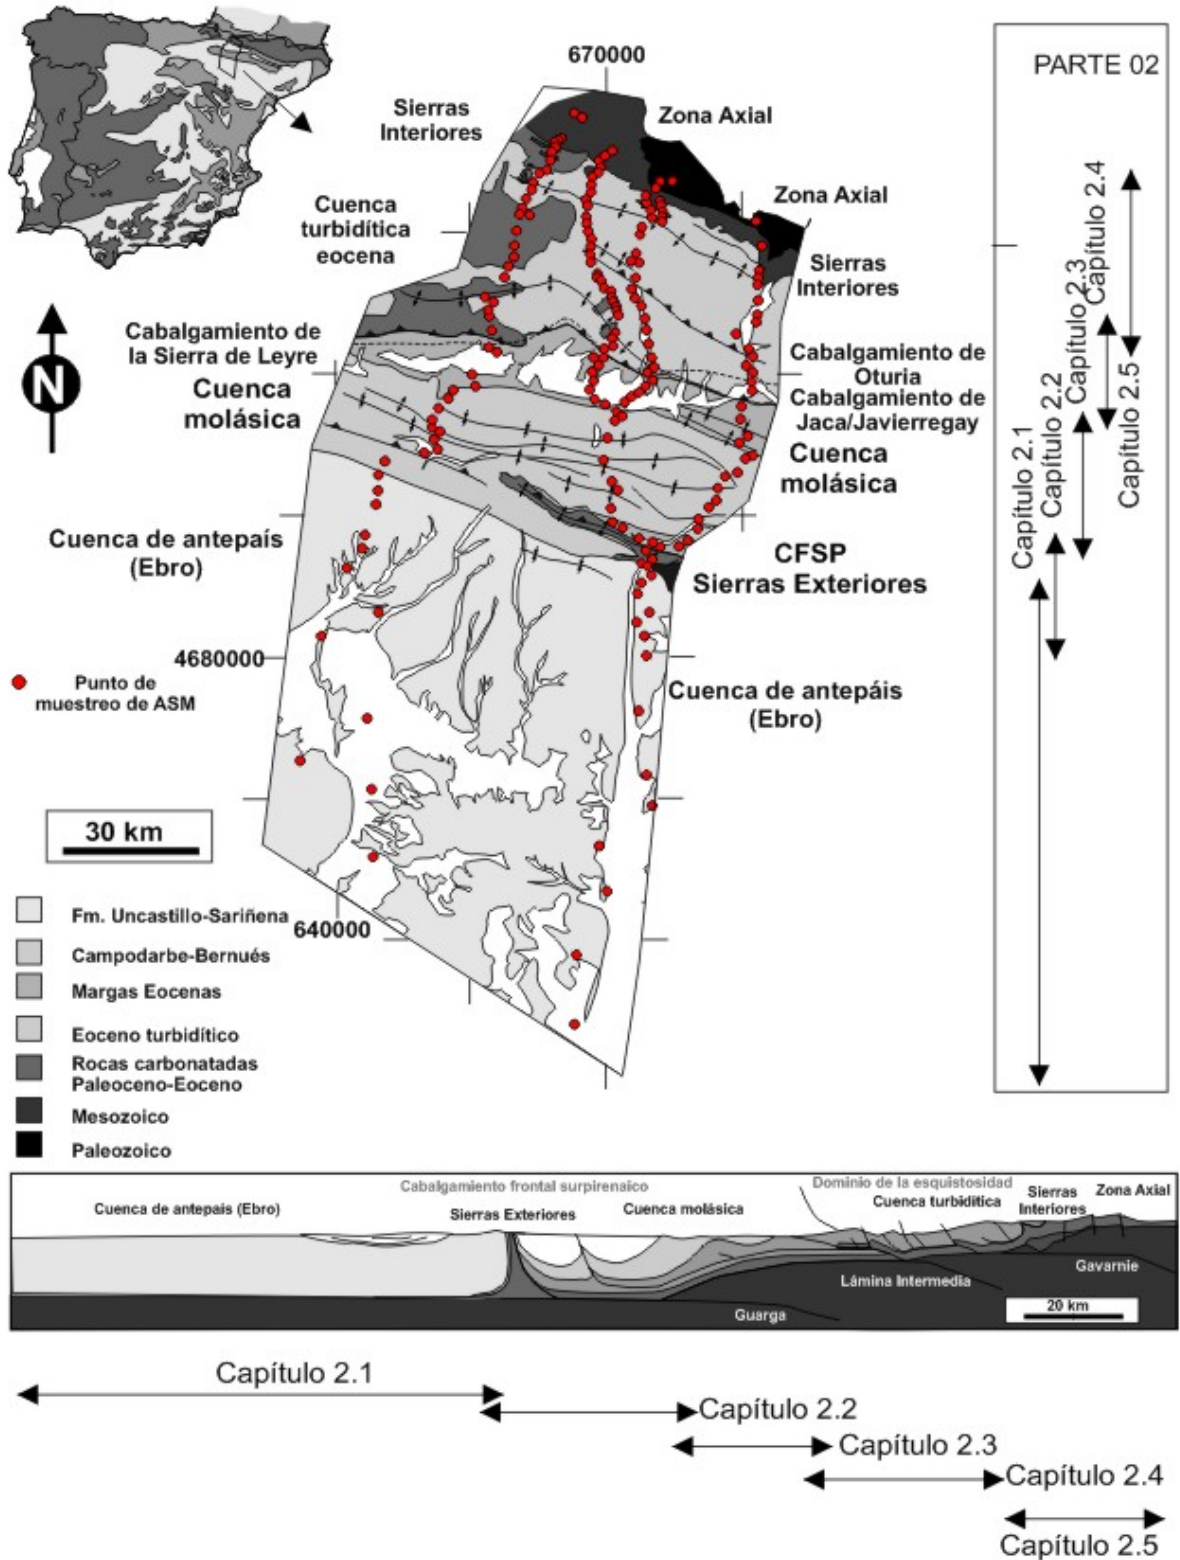 670000
PARTE 02
Sierras
Interiores
Zona Axial
Zona Axial
Cuenca
turbidítica
eocena
Sierras
Interiores
N
Cabalgamiento de
la Sierra de Leyre
Cuenca
molásica
Cabalgamiento de
Oturia
Cabalgamiento de
Jaca/Javierregay
Cuenca
molásica
Cuenca de antepaís
(Ebro)
CFSP
Sierras Exteriores
4680000
Punto de
muestreo de ASM
Cuenca de antepáis
(Ebro)
30 km
640000
Capítulo 2.1
Capítulo 2.2
Capítulo 2.3
Capítulo 2.4
Capítulo 2.5
Fm. Uncastillo-Sariñena
Campodarbe-Bernués
Margas Eocenas
Eoceno turbidítico
Rocas carbonatadas
Paleoceno-Eoceno
Mesozoico
Paleozoico
Cabalgamiento frontal surpirenaico
Dominio de la esquistosidad
Cuenca de antepais (Ebro)
Sierras Exteriores
Cuenca molásica
Cuenca turbidítica
Sierras
Interiores
Zona Axial
Gavarnie
Lámina Intermedia
Guarga
20 km
Capítulo 2.1
Capítulo 2.2
Capítulo 2.3
Capítulo 2.4
Capítulo 2.5